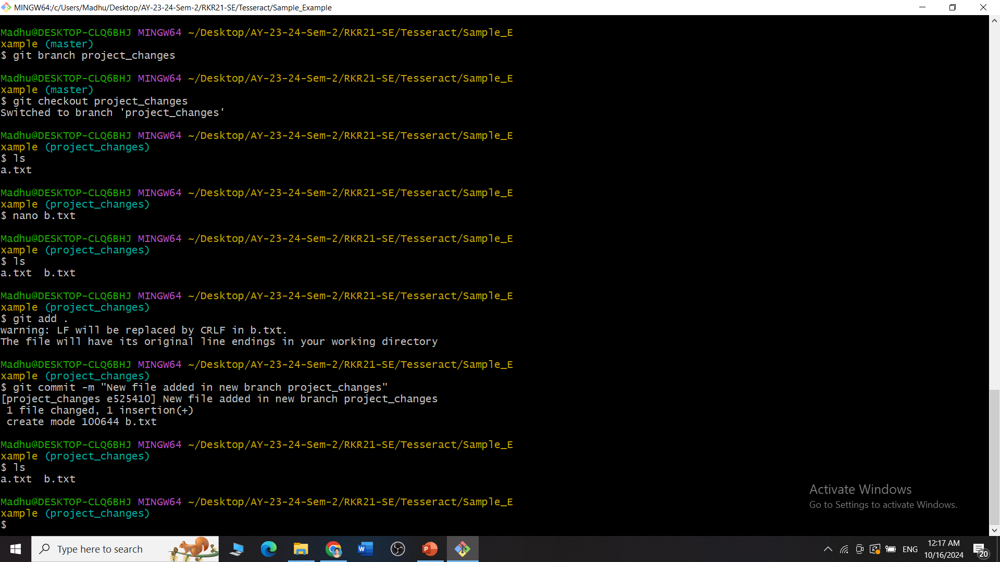 MINGW64:/c/Users/Madhu/Desktop/AY-23-24-Sem-2/RKR21-SE/Tesseract/Sample_Example
Madhu@DESKTOP-CLQ6BHJ MINGW64 ~/Desktop/AY-23-24-Sem-2/RKR21-SE/Tesseract/Sample_E
xample (master)
$ git branch project_changes
Madhu@DESKTOP-CLQ6BHJ MINGW64 ~/Desktop/AY-23-24-Sem-2/RKR21-SE/Tesseract/Sample_E
xample (master)
$ git checkout project_changes
Switched to branch 'project_changes'
Madhu@DESKTOP-CLQ6BHJ MINGW64 ~/Desktop/AY-23-24-Sem-2/RKR21-SE/Tesseract/Sample_E
xample (project_changes)
$ ls
a.txt
Madhu@DESKTOP-CLQ6BHJ MINGW64 ~/Desktop/AY-23-24-Sem-2/RKR21-SE/Tesseract/Sample_E
xample (project_changes)
$ nano b.txt
Madhu@DESKTOP-CLQ6BHJ MINGW64 ~/Desktop/AY-23-24-Sem-2/RKR21-SE/Tesseract/Sample_E
xample (project_changes)
$ ls
a.txt  b.txt
Madhu@DESKTOP-CLQ6BHJ MINGW64 ~/Desktop/AY-23-24-Sem-2/RKR21-SE/Tesseract/Sample_E
xample (project_changes)
$ git add .
warning: LF will be replaced by CRLF in b.txt.
The file will have its original line endings in your working directory
Madhu@DESKTOP-CLQ6BHJ MINGW64 ~/Desktop/AY-23-24-Sem-2/RKR21-SE/Tesseract/Sample_E
xample (project_changes)
$ git commit -m "New file added in new branch project_changes"
[project_changes e525410] New file added in new branch project_changes
 1 file changed, 1 insertion(+)
 create mode 100644 b.txt
Madhu@DESKTOP-CLQ6BHJ MINGW64 ~/Desktop/AY-23-24-Sem-2/RKR21-SE/Tesseract/Sample_E
xample (project_changes)
$ ls
a.txt  b.txt
Madhu@DESKTOP-CLQ6BHJ MINGW64 ~/Desktop/AY-23-24-Sem-2/RKR21-SE/Tesseract/Sample_E
xample (project_changes)
$
Activate Windows
Go to Settings to activate Windows.
Type here to search
W
P
ENG
12:17 AM
10/16/2024
20